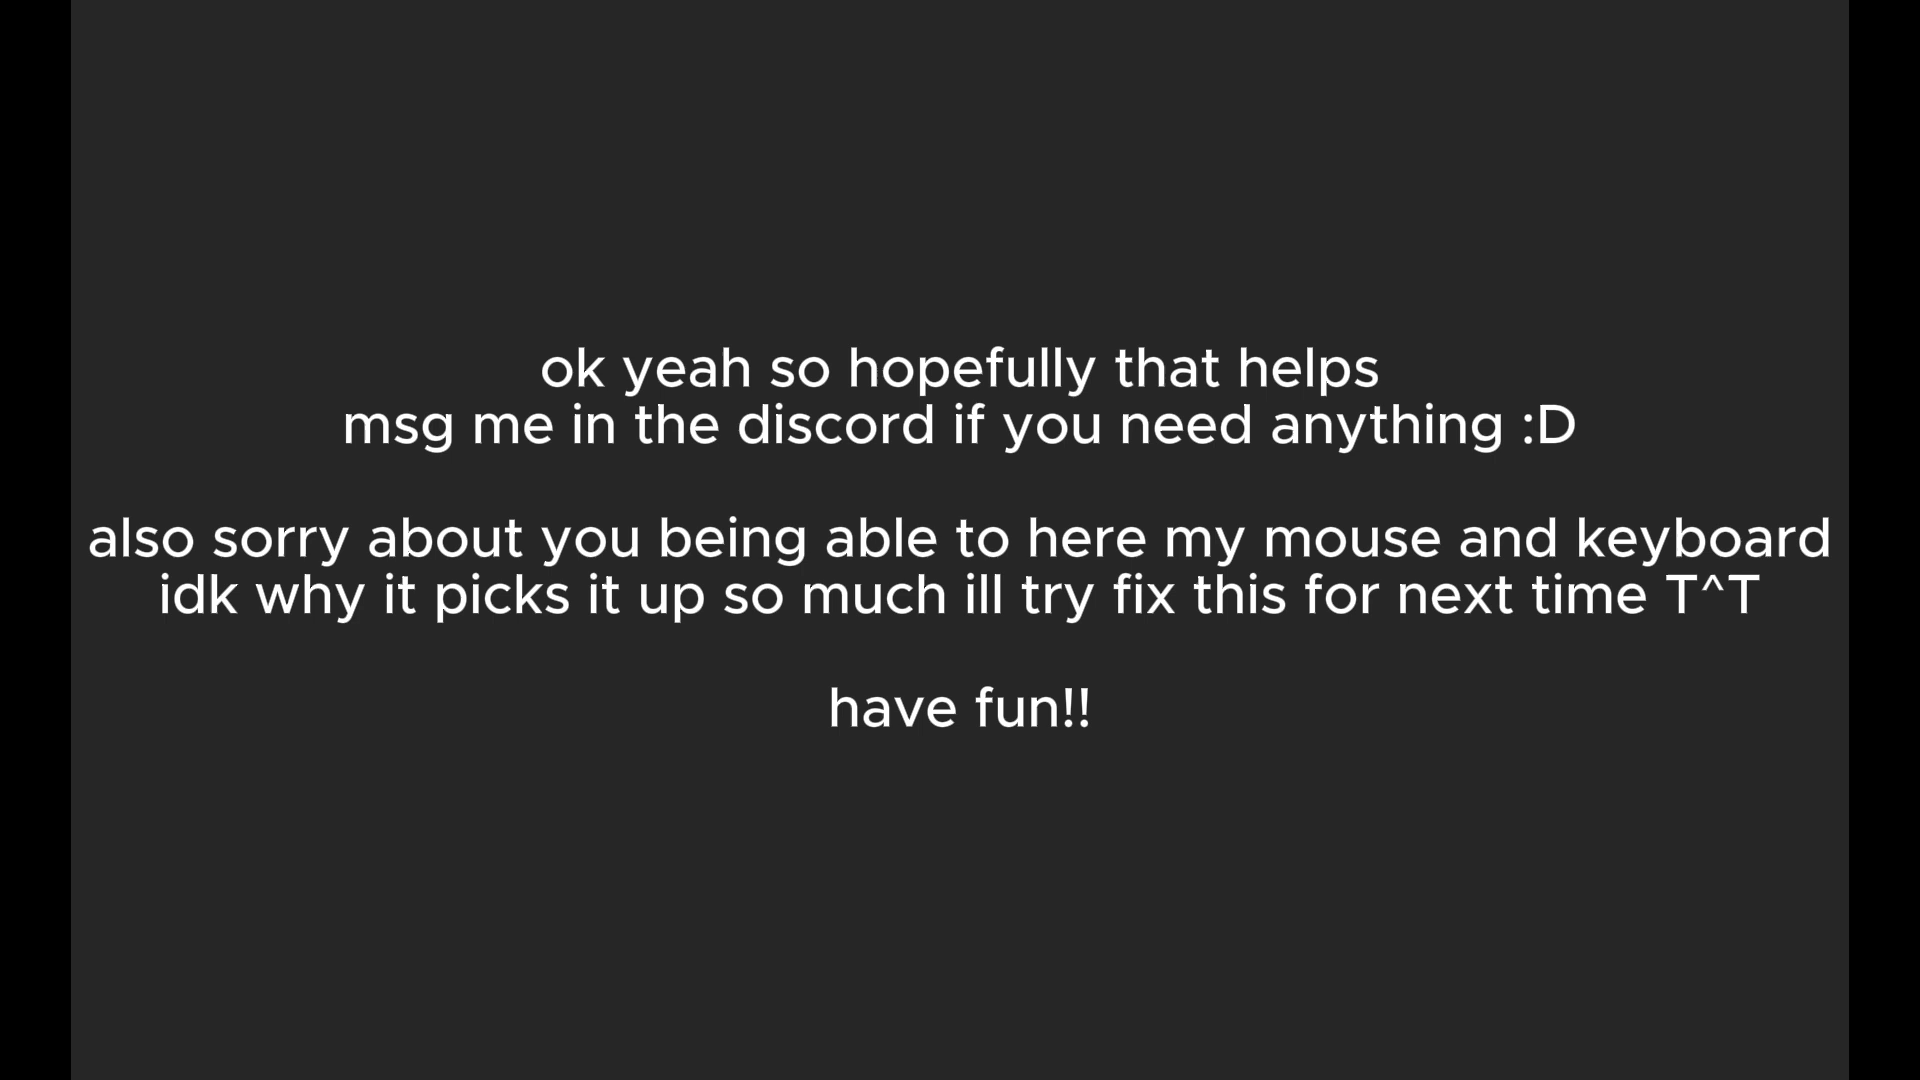 ok yeah so hopefully that helps
msg me in the discord if you need anything :D
also sorry about you being able to here my mouse and keyboard
idk why it picks it up so much ill try fix this for next time T^T
have fun!!